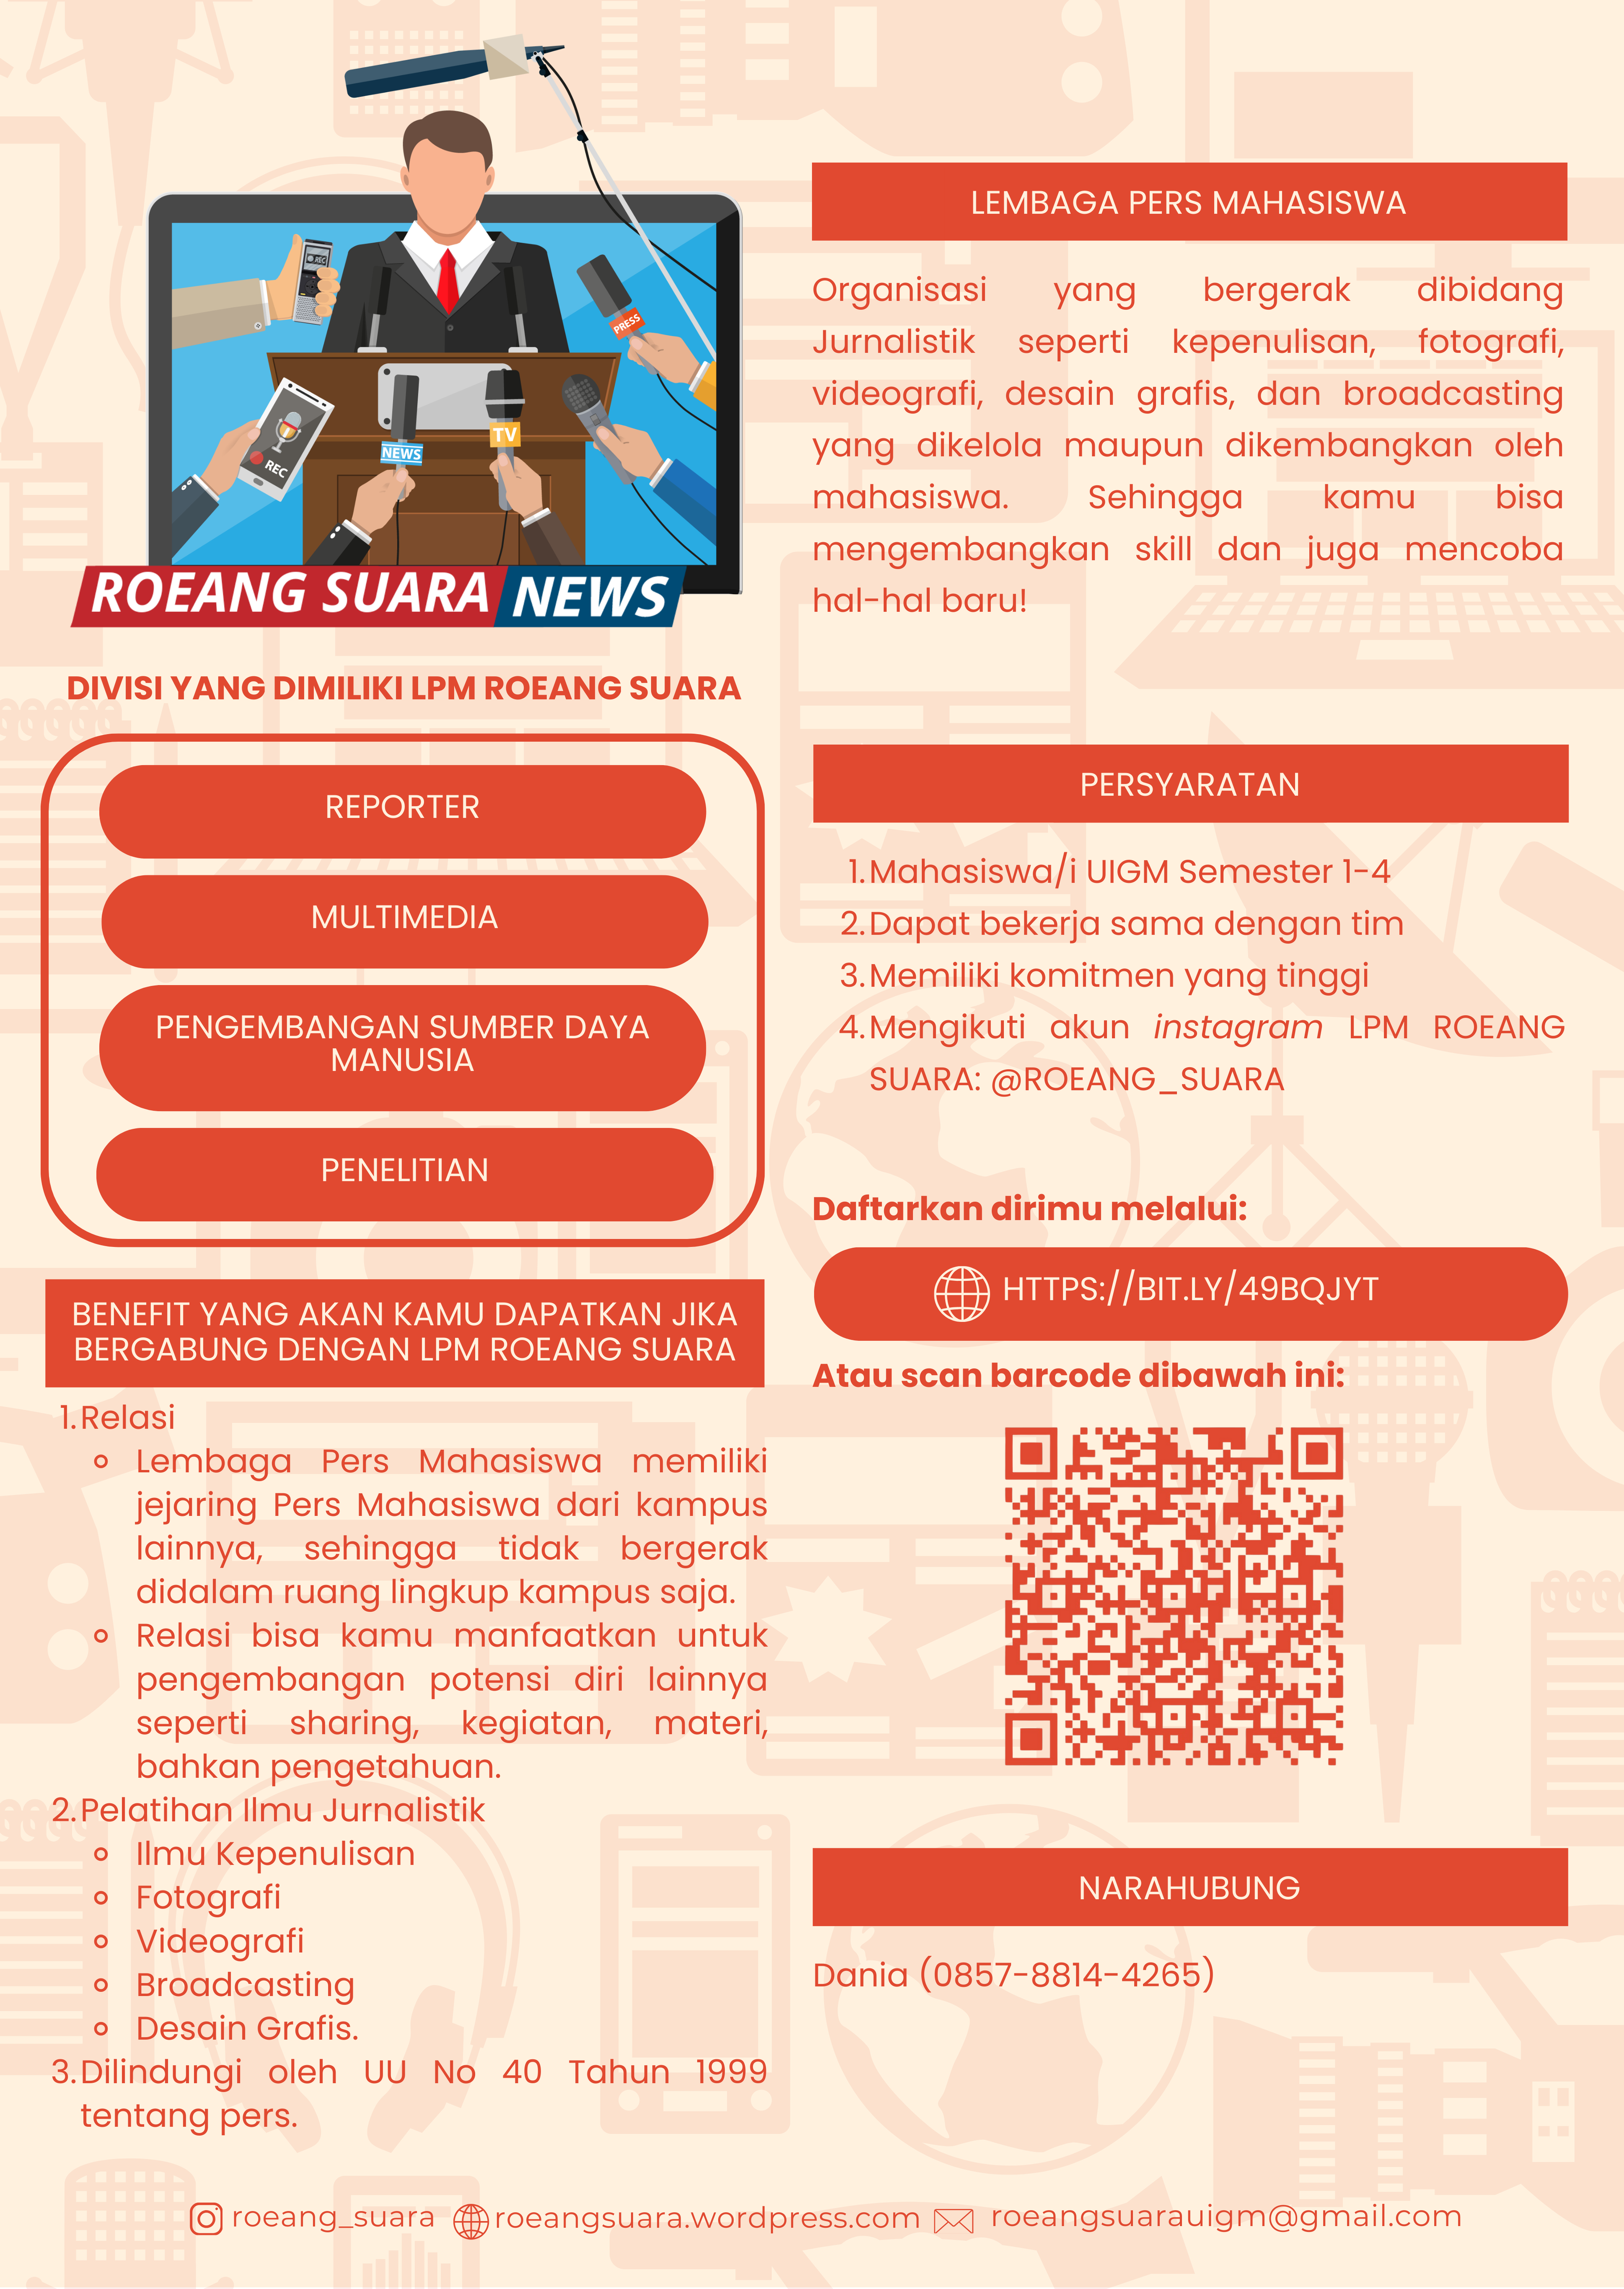 REC
PRESS
REC
NEWS
TV
ROEANG SUARA NEWS
DIVISI YANG DIMILIKI LPM ROEANG SUARA
REPORTER
MULTIMEDIA
PENGEMBANGAN SUMBER DAYA
MANUSIA
PENELITIAN
BENEFIT YANG AKAN KAMU DAPATKAN JIKA
BERGABUNG DENGAN LPM ROEANG SUARA
1. Relasi
Lembaga Pers Mahasiswa memiliki
jejaring Pers Mahasiswa dari kampus
lainnya, sehingga tidak bergerak
didalam ruang lingkup kampus saja.
Relasi bisa kamu manfaatkan untuk
pengembangan potensi diri lainnya
seperti sharing, kegiatan, materi,
bahkan pengetahuan.
2. Pelatihan Ilmu Jurnalistik
Ilmu Kepenulisan
Fotografi
Videografi
Broadcasting
Desain Grafis.
3. Dilindungi oleh UU No 40 Tahun 1999
tentang pers.
LEMBAGA PERS MAHASISWA
Organisasi yang bergerak dibidang
Jurnalistik seperti kepenulisan, fotografi,
videografi, desain grafis, dan broadcasting
yang dikelola maupun dikembangkan oleh
mahasiswa. Sehingga kamu bisa
mengembangkan skill dan juga mencoba
hal-hal baru!
PERSYARATAN
1. Mahasiswa/i UIGM Semester 1-4
2. Dapat bekerja sama dengan tim
3. Memiliki komitmen yang tinggi
4. Mengikuti akun instagram LPM ROEANG
SUARA: @ROEANG_SUARA
Daftarkan dirimu melalui:
HTTPS://BIT.LY/49BQJYT
Atau scan barcode dibawah ini:
NARAHUBUNG
Dania (0857-8814-4265)
roeang_suara roeangsuara.wordpress.com roeangsuarauigm@gmail.com